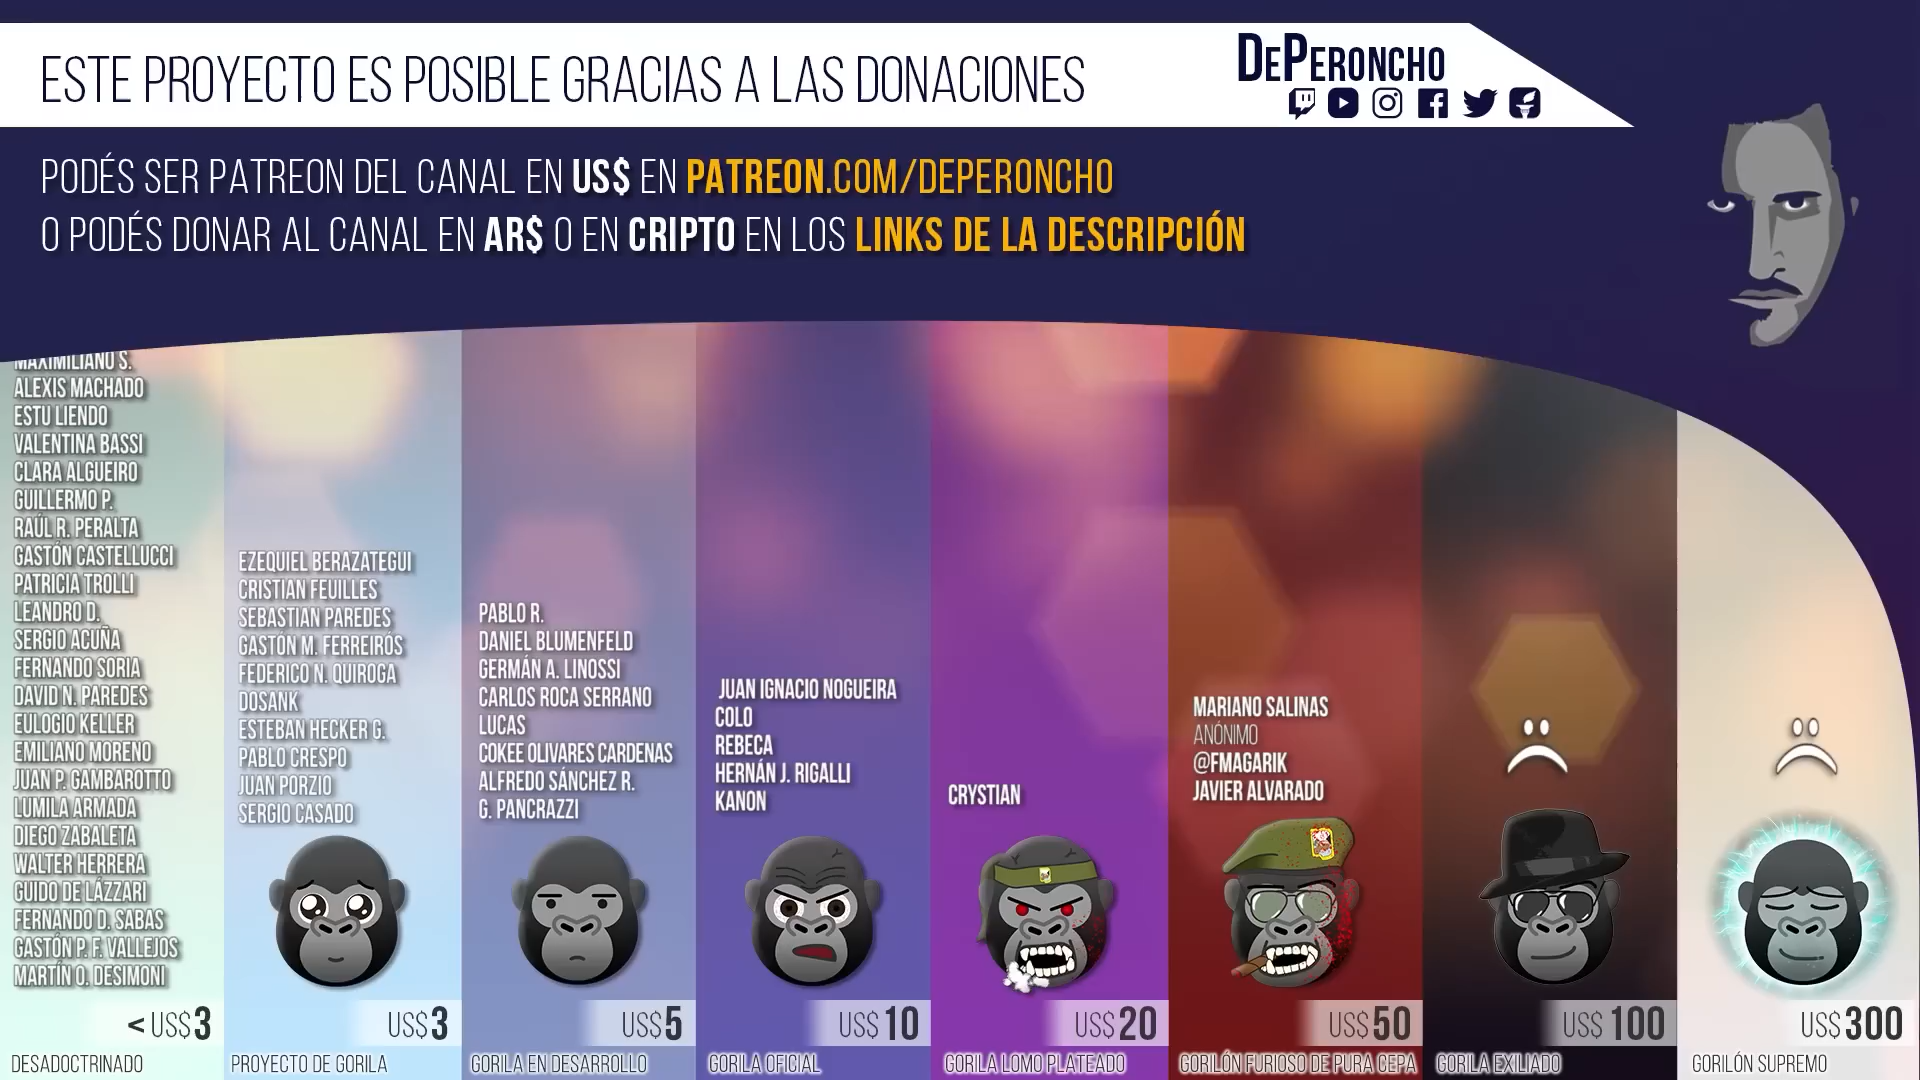 ESTE PROYECTO ES POSIBLE GRACIAS A LAS DONACIONES
DEPERONCHO
PODÉS SER PATREON DEL CANAL EN US$ EN PATREON.COM/DEPERONCHO
O PODÉS DONAR AL CANAL EN AR$ O EN CRIPTO EN LOS LINKS DE LA DESCRIPCIÓN
MAXIMILIANO S.
ALEXIS MACHADO
ESTU LIENDO
VALENTINA BASSI
CLARA ALGUEIRO
GUILLERMO P.
RAÚL R. PERALTA
GASTÓN CASTELLUCCI
PATRICIA TROLLI
LEANDRO D.
SERGIO ACUÑA
FERNANDO SORIA
DAVID N. PAREDES
EULOGIO KELLER
EMILIANO MORENO
JUAN P. GAMBAROTTO
LUMILA ARMADA
DIEGO ZABALETA
WALTER HERRERA
GUIDO DE LÁZZARI
FERNANDO D. SABAS
GASTÓN P. F. VALLEJOS
MARTÍN O. DESIMONI
< US$3
DESADOCTRINADO
EZEQUIEL BERAZATEGUI
CRISTIAN FEUILLES
SEBASTIAN PAREDES
GASTÓN M. FERREIRÓS
FEDERICO N. QUIROGA
DOSANK
ESTEBAN HECKER G.
PABLO CRESPO
JUAN PORZIO
SERGIO CASADO
US$3
PROYECTO DE GORILA
PABLO R.
DANIEL BLUMENFELD
GERMÁN A. LINOSSI
CARLOS ROCA SERRANO
LUCAS
COKEE OLIVARES CARDENAS
ALFREDO SÁNCHEZ R.
G. PANCRAZZI
US$5
GORILA EN DESARROLLO
JUAN IGNACIO NOGUEIRA
COLO
REBECA
HERNÁN J. RIGALLI
KANON
US$10
GORILA OFICIAL
CRYSTIAN
US$20
GORILA LOMO PLATEADO
MARIANO SALINAS
ANÓNIMO
@FMAGARIK
JAVIER ALVARADO
US$50
GORILÓN FURIOSO DE PURA CEPA
US$100
GORILA EXILIADO
US$300
GORILÓN SUPREMO